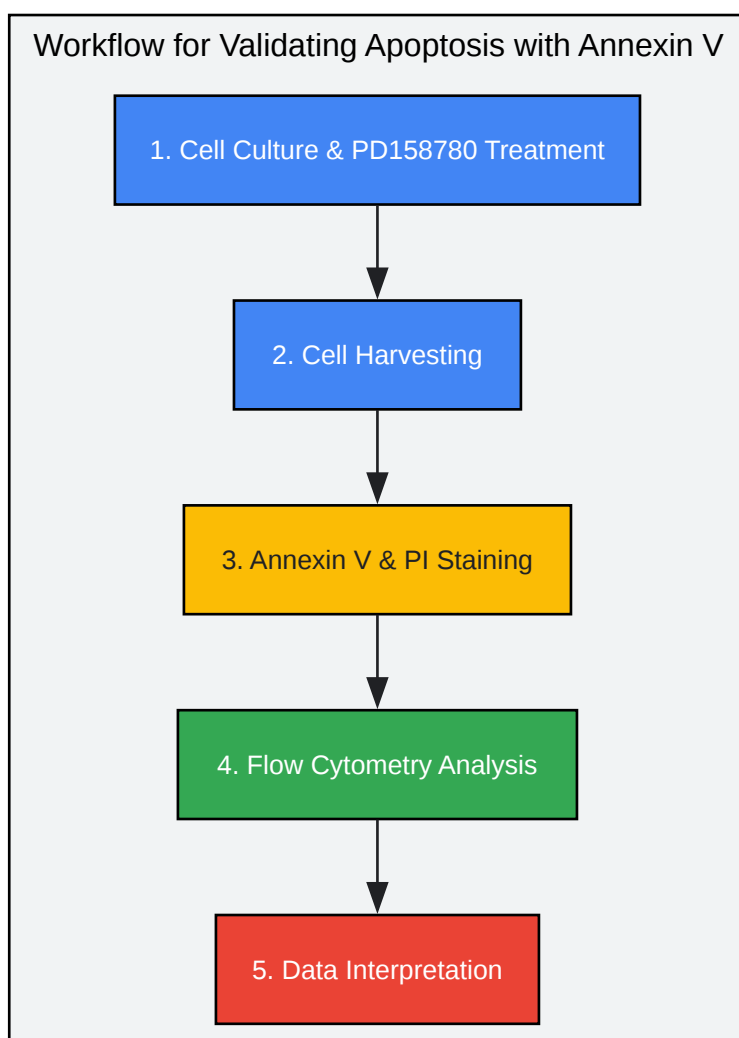 Workflow for Validating Apoptosis with Annexin V
1. Cell Culture & PD158780 Treatment
2. Cell Harvesting
3. Annexin V & PI Staining
4. Flow Cytometry Analysis
5. Data Interpretation